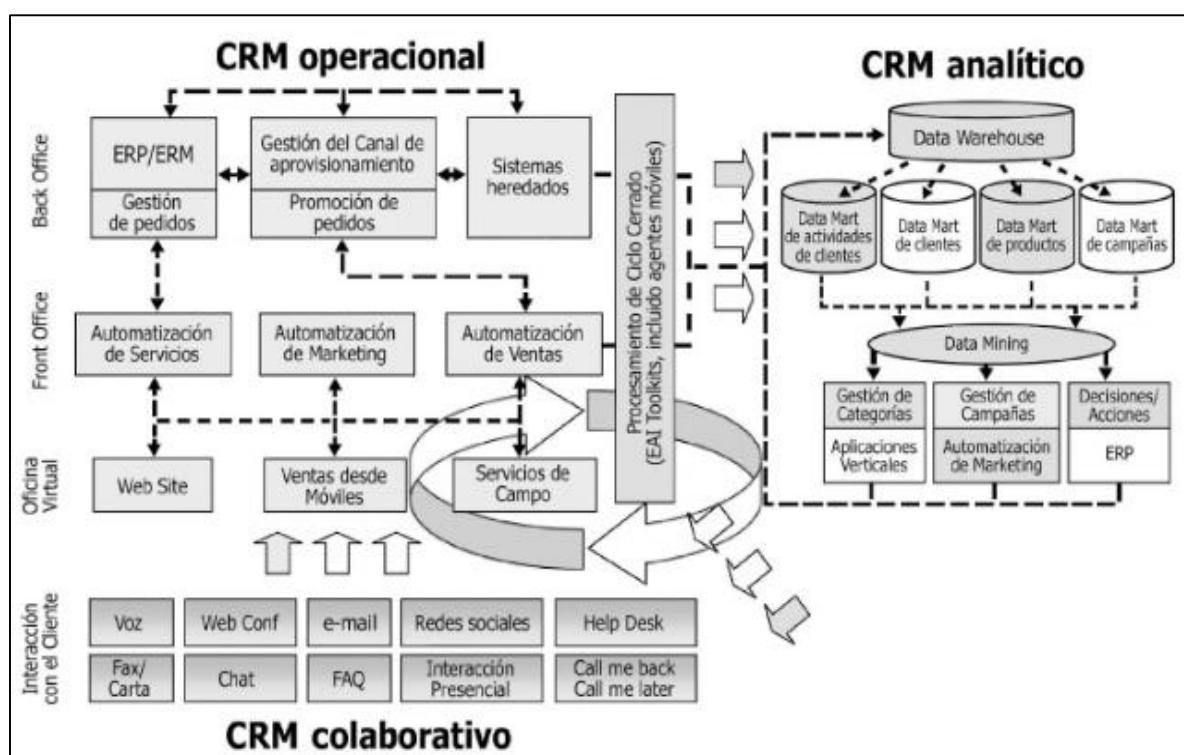 CRM operacional
CRM analítico
Back Office
ERP/ERM
Gestión
de pedidos
Gestión del Canal de
aprovisionamiento
Promoción de
pedidos
Sistemas
heredados
Front Office
Automatización
de Servicios
Automatización
de Marketing
Automatización
de Ventas
Oficina
Virtual
Web Site
Ventas desde
Móviles
Servicios de
Campo
Procesamiento de Ciclo Cerrado
(EAI Toolkits, incluido agentes móviles)
Data Warehouse
Data Mart
de actividades
de clientes
Data Mart
de clientes
Data Mart
de productos
Data Mart
de campañas
Data Mining
Gestión de
Categorías
Aplicaciones
Verticales
Gestión de
Campañas
Automatización
de Marketing
Decisiones/
Acciones
ERP
Interacción
con el Cliente
Voz
Web Conf
e-mail
Redes sociales
Help Desk
Fax/
Carta
Chat
FAQ
Interacción
Presencial
Call me back
Call me later
CRM colaborativo